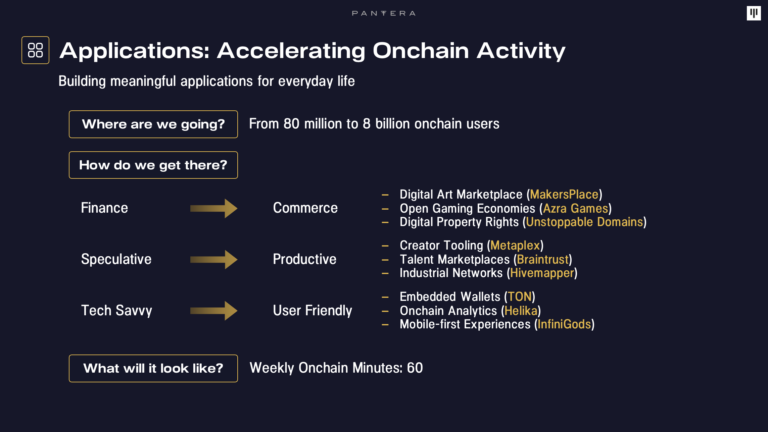 PANTERA
Applications: Accelerating Onchain Activity
Building meaningful applications for everyday life
Where are we going? From 80 million to 8 billion onchain users
How do we get there?
Finance Commerce
– Digital Art Marketplace (MakersPlace)
– Open Gaming Economies (Azra Games)
– Digital Property Rights (Unstoppable Domains)
Speculative Productive
– Creator Tooling (Metaplex)
– Talent Marketplaces (Braintrust)
– Industrial Networks (Hivemapper)
Tech Savvy User Friendly
– Embedded Wallets (TON)
– Onchain Analytics (Helika)
– Mobile-first Experiences (InfiniGods)
What will it look like? Weekly Onchain Minutes: 60